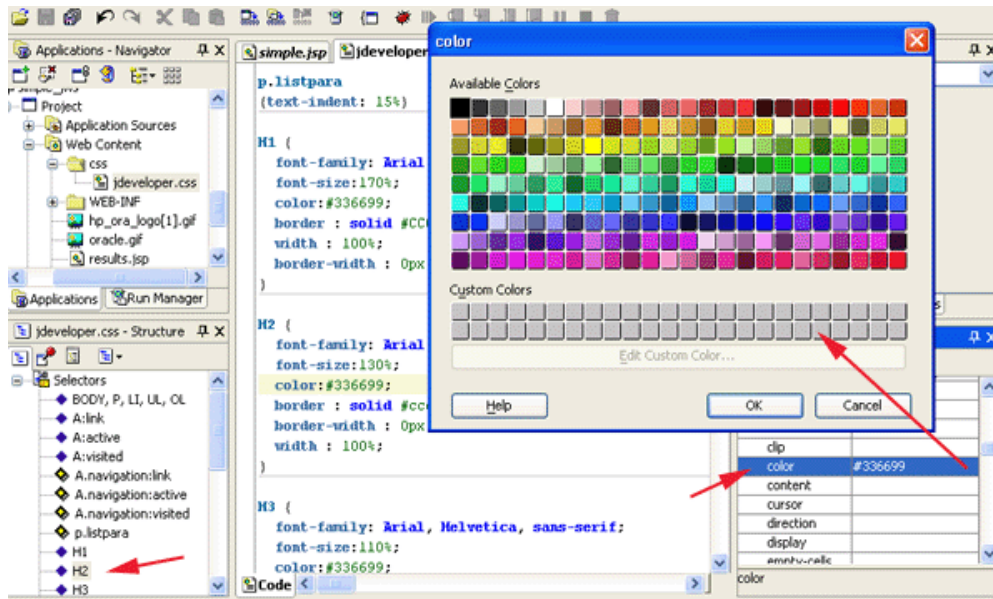 Applications - Navigator
Project
Application Sources
Web Content
css
jdeveloper.css
WEB-INF
hp_ora_logo[1].gif
oracle.gif
results.jsp
Applications
Run Manager
jdeveloper.css - Structure
Selectors
BODY, P, LI, UL, OL
A:link
A:active
A:visited
A.navigation:link
A.navigation:active
A.navigation:visited
p.listpara
H1
H2
H3
simple.jsp
jdeveloper
p.listpara
{text-indent: 15%}
H1 {
font-family: Arial
font-size:170%;
color:#336699;
border : solid #CC
width : 100%;
border-width : 0px
}
H2 {
font-family: Arial
font-size:130%;
color:#336699;
border : solid #cc
border-width : 0px
width : 100%;
}
H3 {
font-family: Arial, Helvetica, sans-serif;
font-size:110%;
color:#336699;
Code
color
Available Colors
Custom Colors
Edit Custom Color...
Help
OK
Cancel
clip
color #336699
content
cursor
direction
display
empty-cells
color